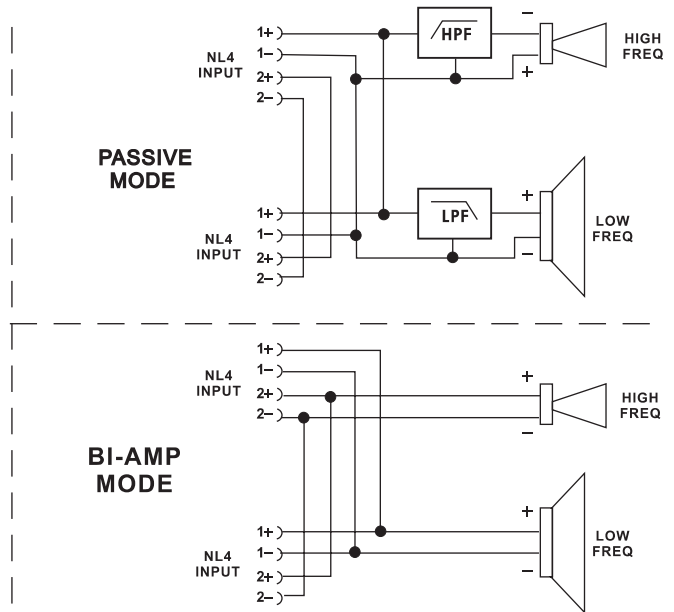 1+
1-
2+
2-
NL4
INPUT
HPF
-
+
HIGH
FREQ
PASSIVE
MODE
1+
1-
2+
2-
NL4
INPUT
LPF
+
-
LOW
FREQ
1+
1-
2+
2-
NL4
INPUT
+
-
HIGH
FREQ
BI-AMP
MODE
1+
1-
2+
2-
NL4
INPUT
+
-
LOW
FREQ